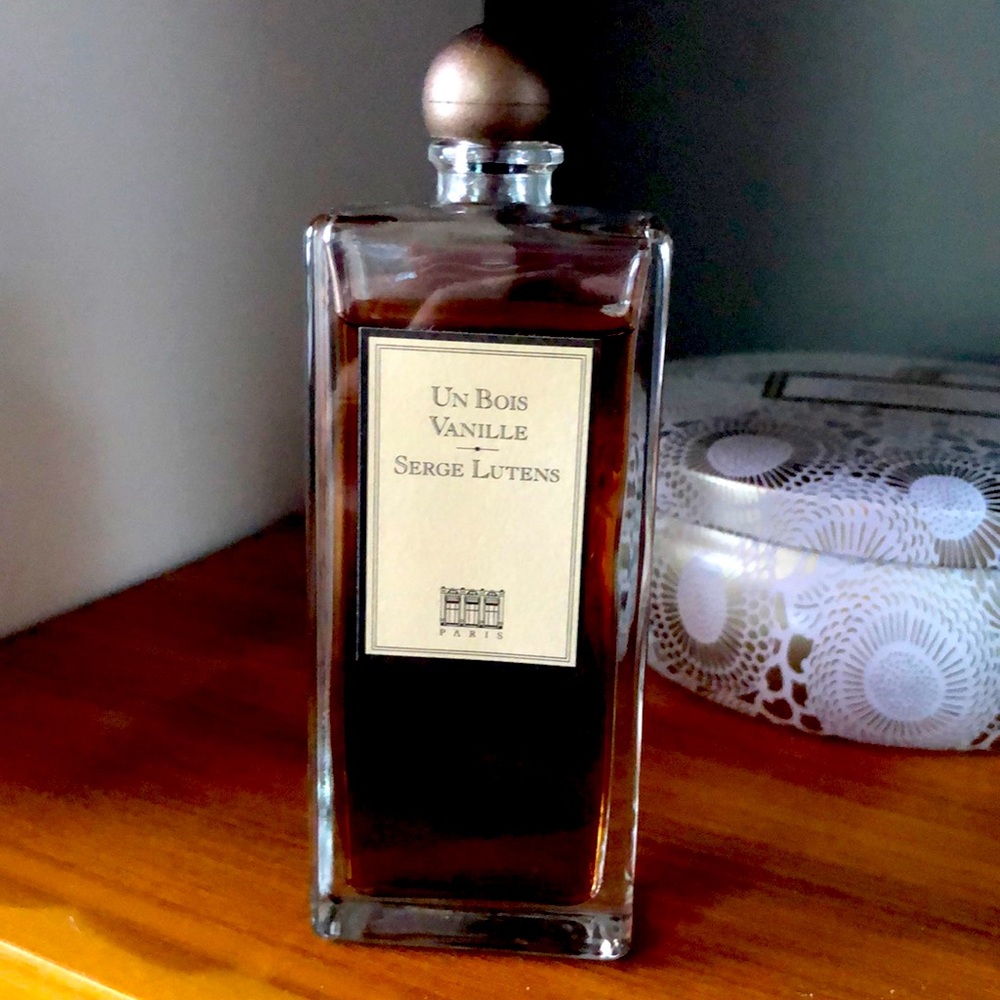 Un Bois
Vanille
Serge Lutens
PARIS